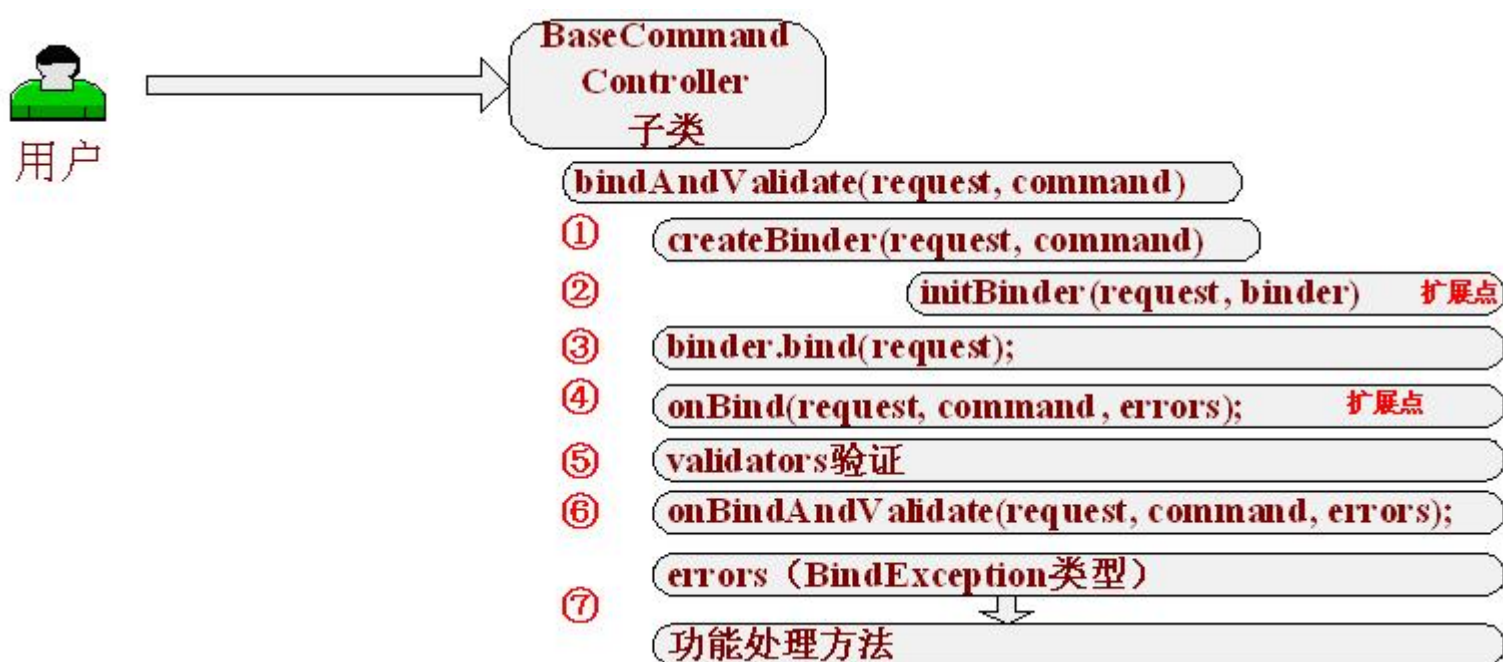 用户
BaseCommand
Controller
子类
bindAndValidate(request, command)
① createBinder(request, command)
② initBinder(request, binder) 扩展点
③ binder.bind(request);
④ onBind(request, command, errors); 扩展点
⑤ validators验证
⑥ onBindAndValidate(request, command, errors);
errors（BindException类型）
⑦
功能处理方法